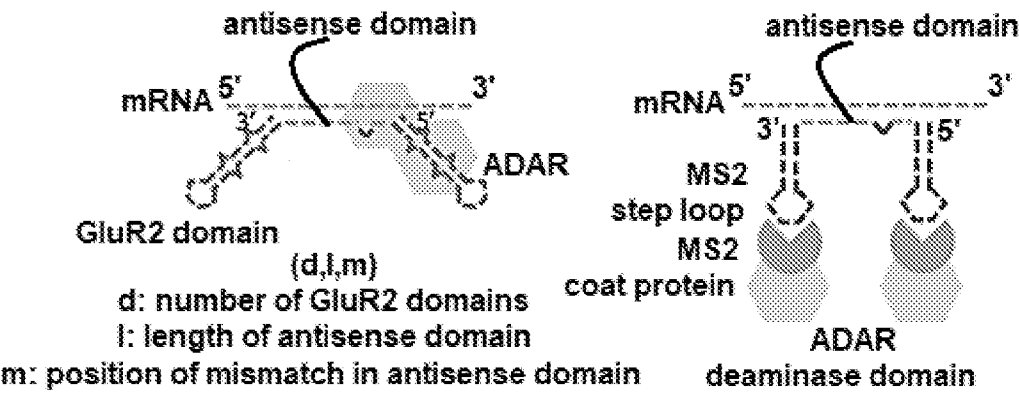 antisense domain
mRNA 5' 3'
3' 5'
ADAR
GluR2 domain
(d,l,m)
d: number of GluR2 domains
l: length of antisense domain
m: position of mismatch in antisense domain
antisense domain
mRNA 5' 3'
3' 5'
MS2
step loop
MS2
coat protein
ADAR
deaminase domain